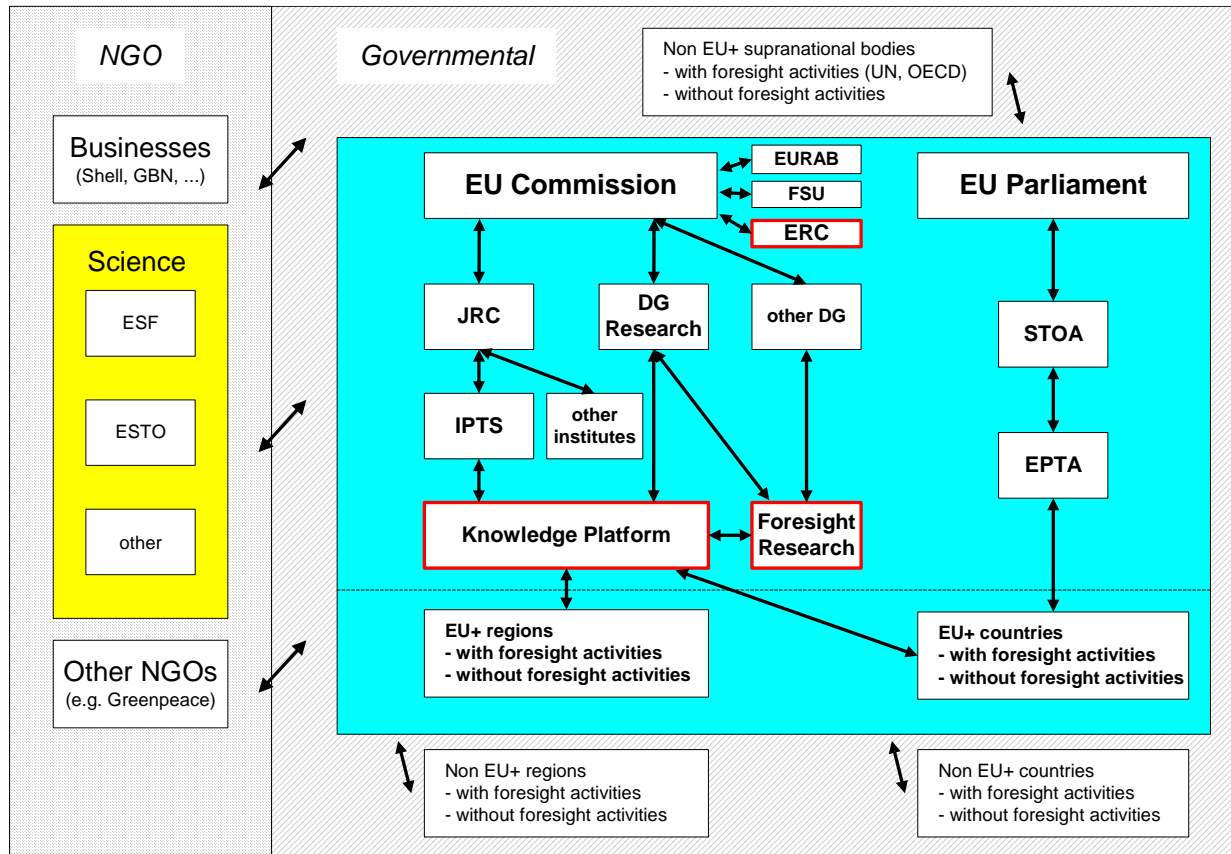 NGO
Governmental
Non EU+ supranational bodies
- with foresight activities (UN, OECD)
- without foresight activities
Businesses
(Shell, GBN, ...)
EU Commission
EURAB
FSU
ERC
EU Parliament
Science
ESF
ESTO
other
JRC
DG
Research
other DG
STOA
IPTS
other
institutes
EPTA
Knowledge Platform
Foresight
Research
Other NGOs
(e.g. Greenpeace)
EU+ regions
- with foresight activities
- without foresight activities
EU+ countries
- with foresight activities
- without foresight activities
Non EU+ regions
- with foresight activities
- without foresight activities
Non EU+ countries
- with foresight activities
- without foresight activities